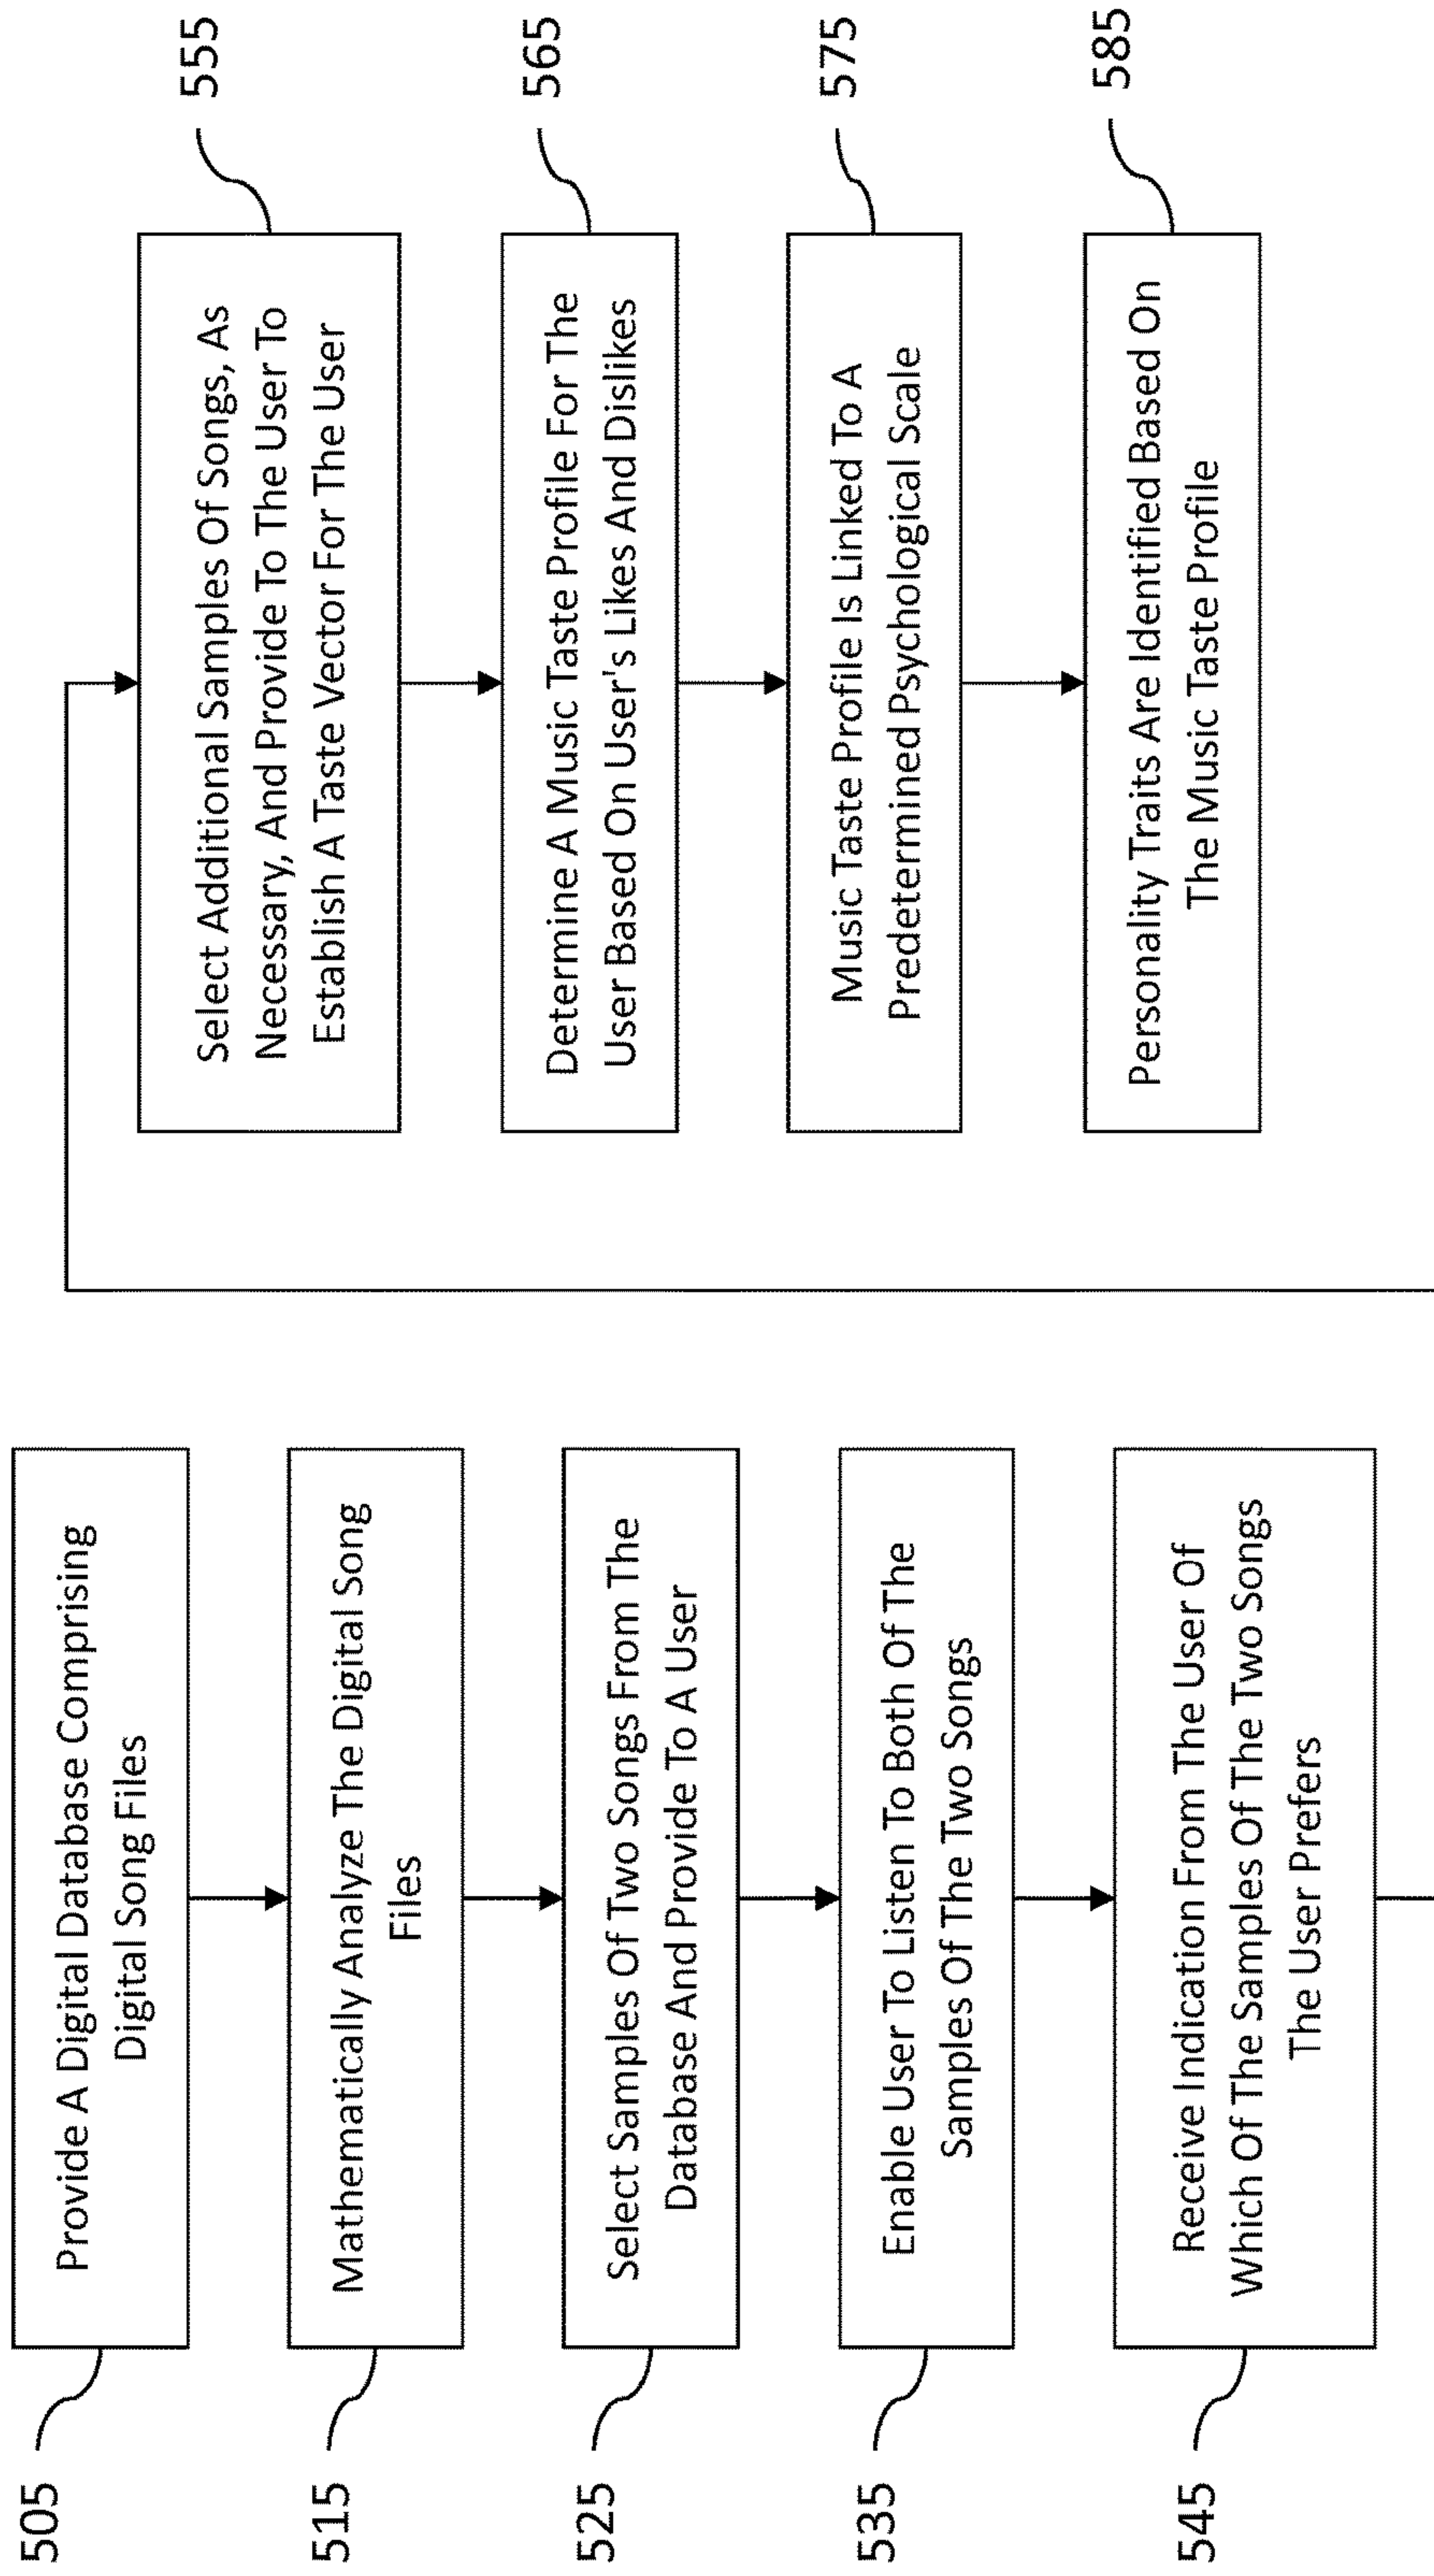 505
Provide A Digital Database Comprising
Digital Song Files
515
Mathematically Analyze The Digital Song
Files
525
Select Samples Of Two Songs From The
Database And Provide To A User
535
Enable User To Listen To Both Of The
Samples Of The Two Songs
545
Receive Indication From The User Of
Which Of The Samples Of The Two Songs
The User Prefers
555
Select Additional Samples Of Songs, As
Necessary, And Provide To The User To
Establish A Taste Vector For The User
565
Determine A Music Taste Profile For The
User Based On User's Likes And Dislikes
575
Music Taste Profile Is Linked To A
Predetermined Psychological Scale
585
Personality Traits Are Identified Based On
The Music Taste Profile